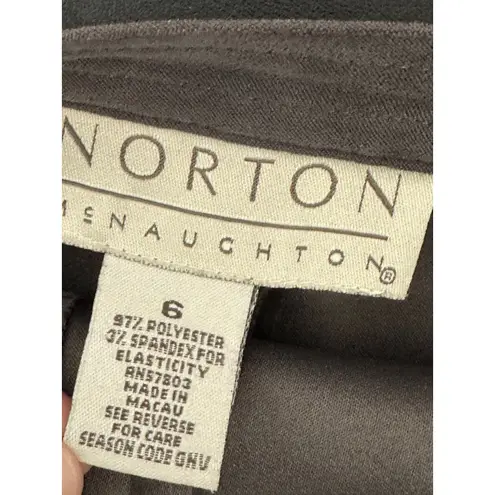 NORTON
McNAUGHTON®
6
97% POLYESTER
3% SPANDEX FOR
ELASTICITY
RN57803
MADE IN
MACAU
SEE REVERSE
FOR CARE
SEASON CODE GNV